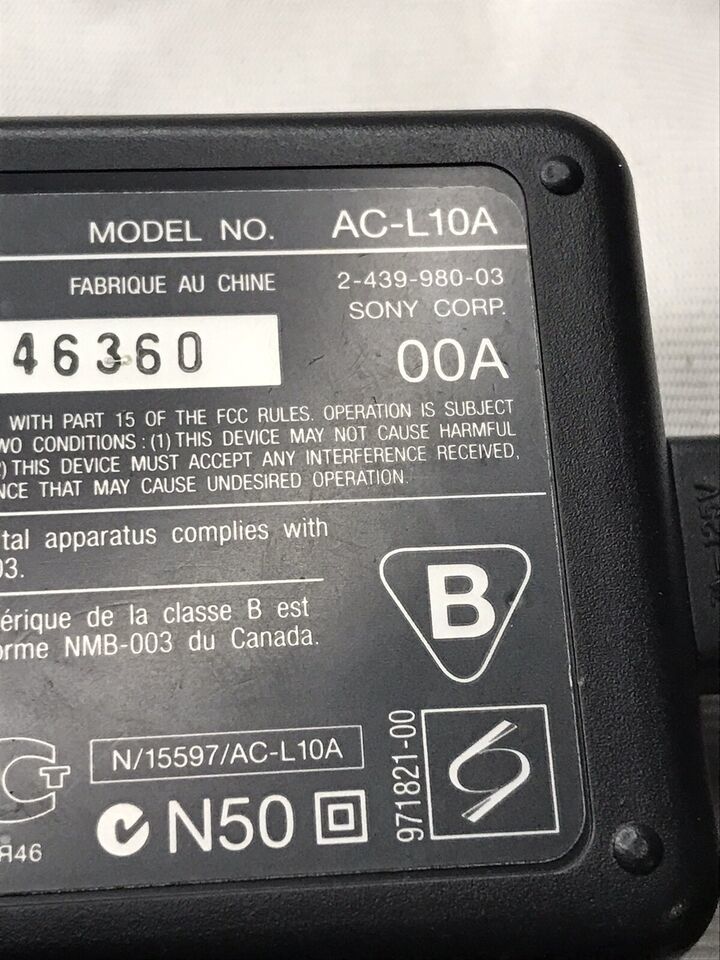 MODEL NO. AC-L10A
FABRIQUE AU CHINE 2-439-980-03
SONY CORP.
46360 00A
WITH PART 15 OF THE FCC RULES. OPERATION IS SUBJECT
WO CONDITIONS : (1) THIS DEVICE MAY NOT CAUSE HARMFUL
) THIS DEVICE MUST ACCEPT ANY INTERFERENCE RECEIVED,
NCE THAT MAY CAUSE UNDESIRED OPERATION.
tal apparatus complies with
03.
érique de la classe B est
orme NMB-003 du Canada.
B
N/15597/AC-L10A
N50
971821-00
Я46
125V